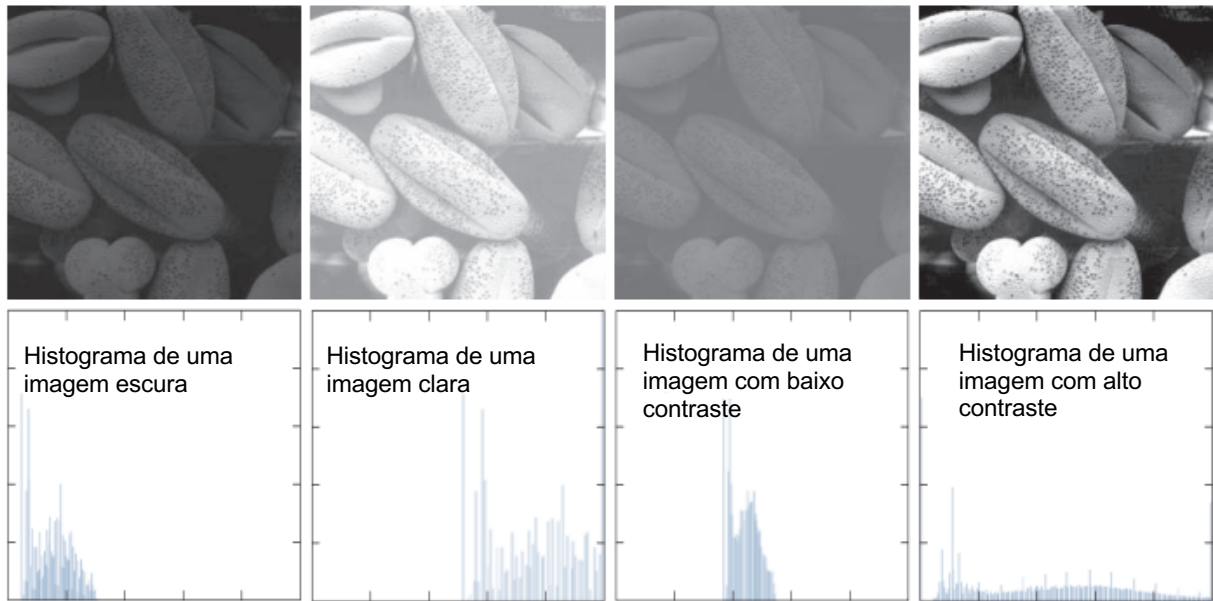 Histograma de uma
imagem escura
Histograma de uma
imagem clara
Histograma de uma
imagem com baixo
contraste
Histograma de uma
imagem com alto
contraste